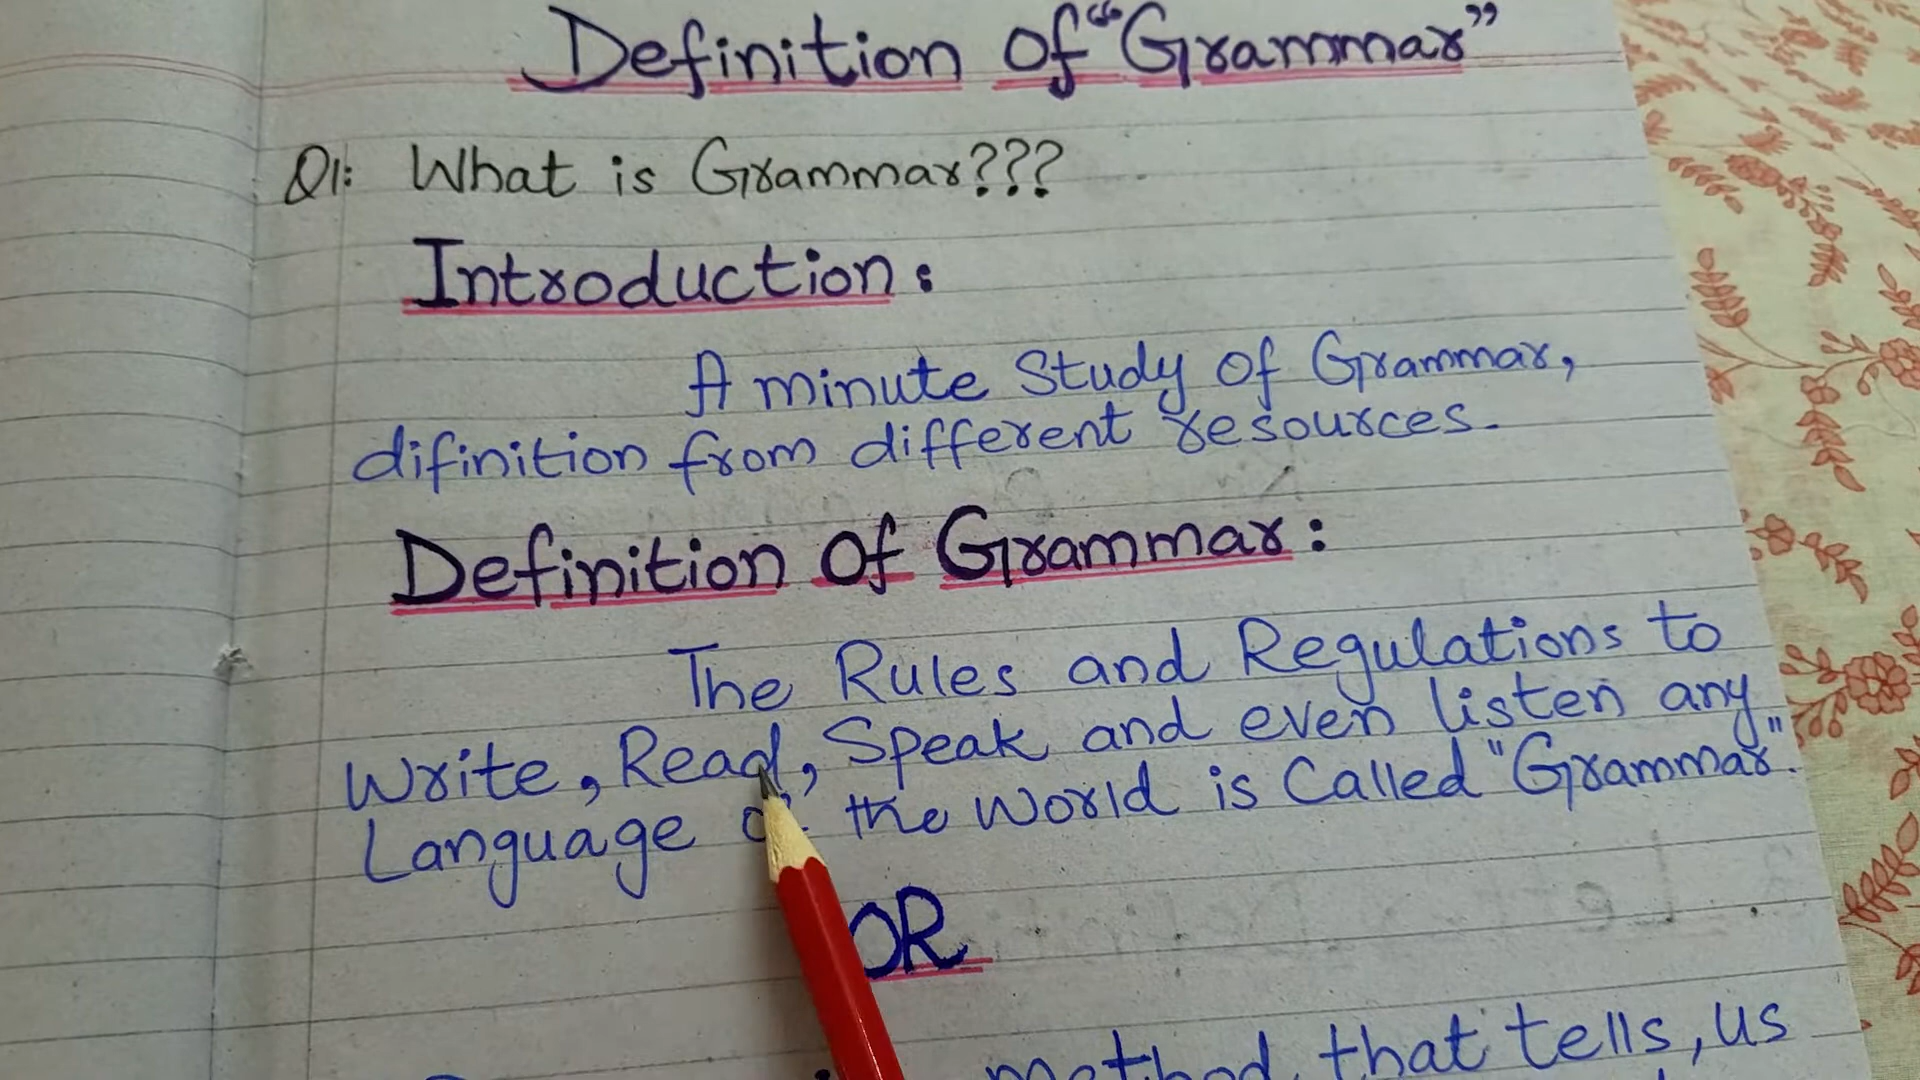 Definition of "Grammar"
Q1: What is Grammar???
Introduction:
A minute Study of Grammar,
difinition from different resources.
Definition of Grammar:
The Rules and Regulations to
Write, Read, Speak and even listen any
Language the World is Called "Grammar".
OR
method that tells, us